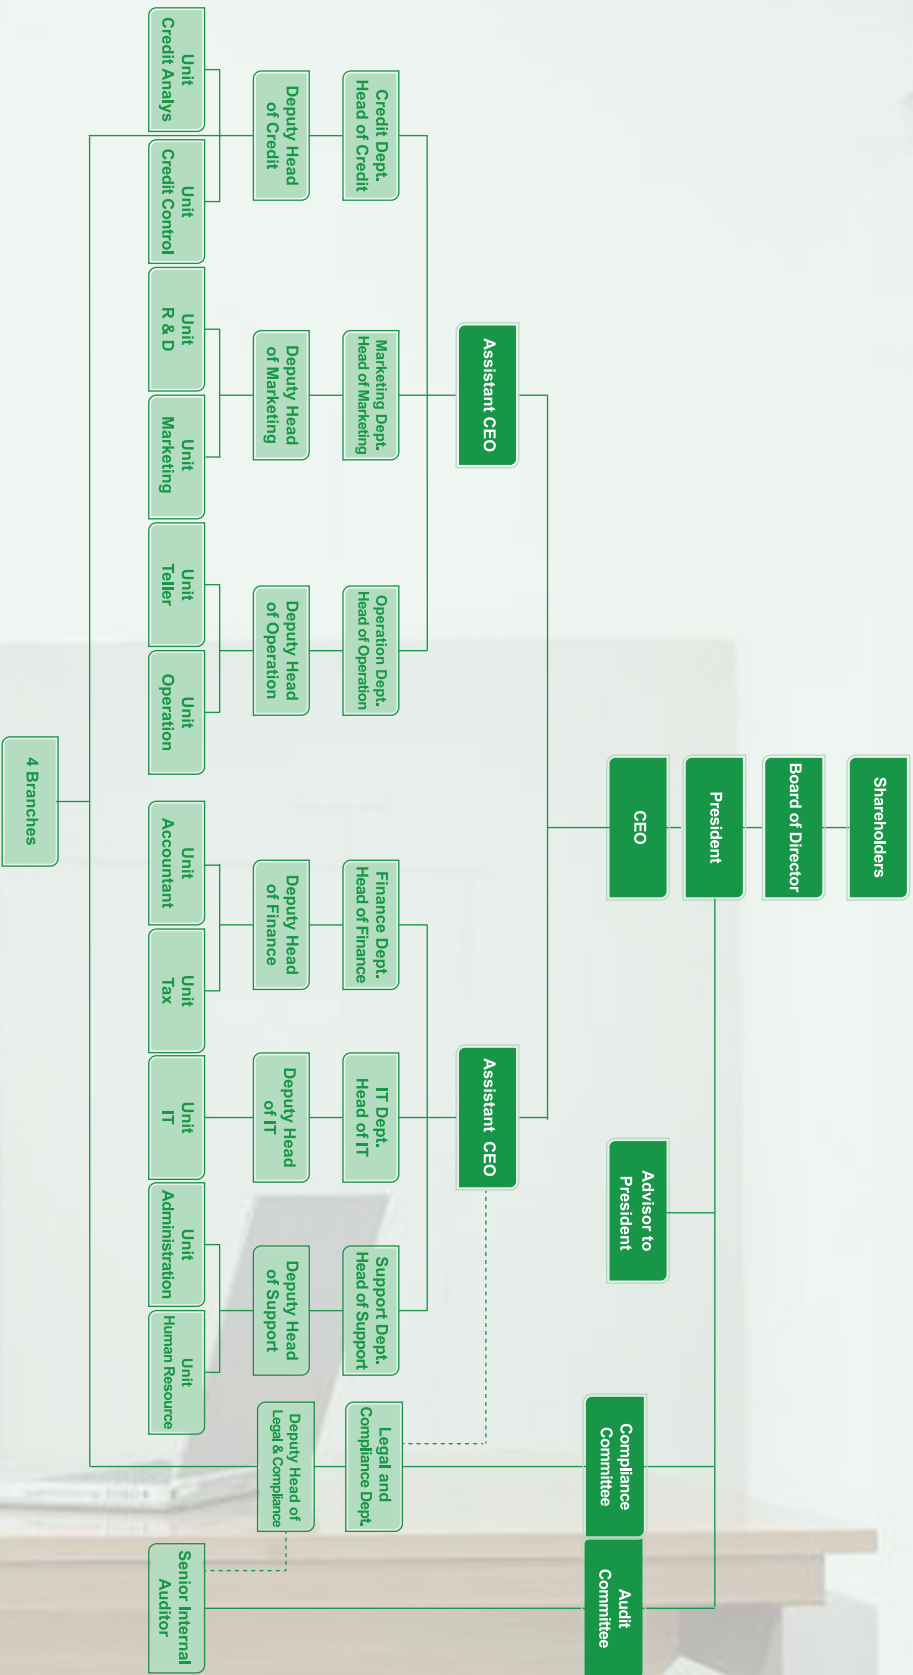 Shareholders
Board of Director
President
CEO
Advisor to
President
Compliance
Committee
Audit
Committee
Assistant CEO
Assistant CEO
Credit Dept.
Head of Credit
Marketing Dept.
Head of Marketing
Operation Dept.
Head of Operation
Finance Dept.
Head of Finance
IT Dept.
Head of IT
Support Dept.
Head of Support
Legal and
Compliance Dept.
Deputy Head
of Credit
Deputy Head
of Marketing
Deputy Head
of Operation
Deputy Head
of Finance
Deputy Head
of IT
Deputy Head
of Support
Deputy Head of
Legal & Compliance
Unit
Credit Analys
Unit
Credit Control
Unit
R & D
Unit
Marketing
Unit
Teller
Unit
Operation
Unit
Accountant
Unit
Tax
Unit
IT
Unit
Administration
Unit
Human Resource
Senior Internal
Auditor
4 Branches